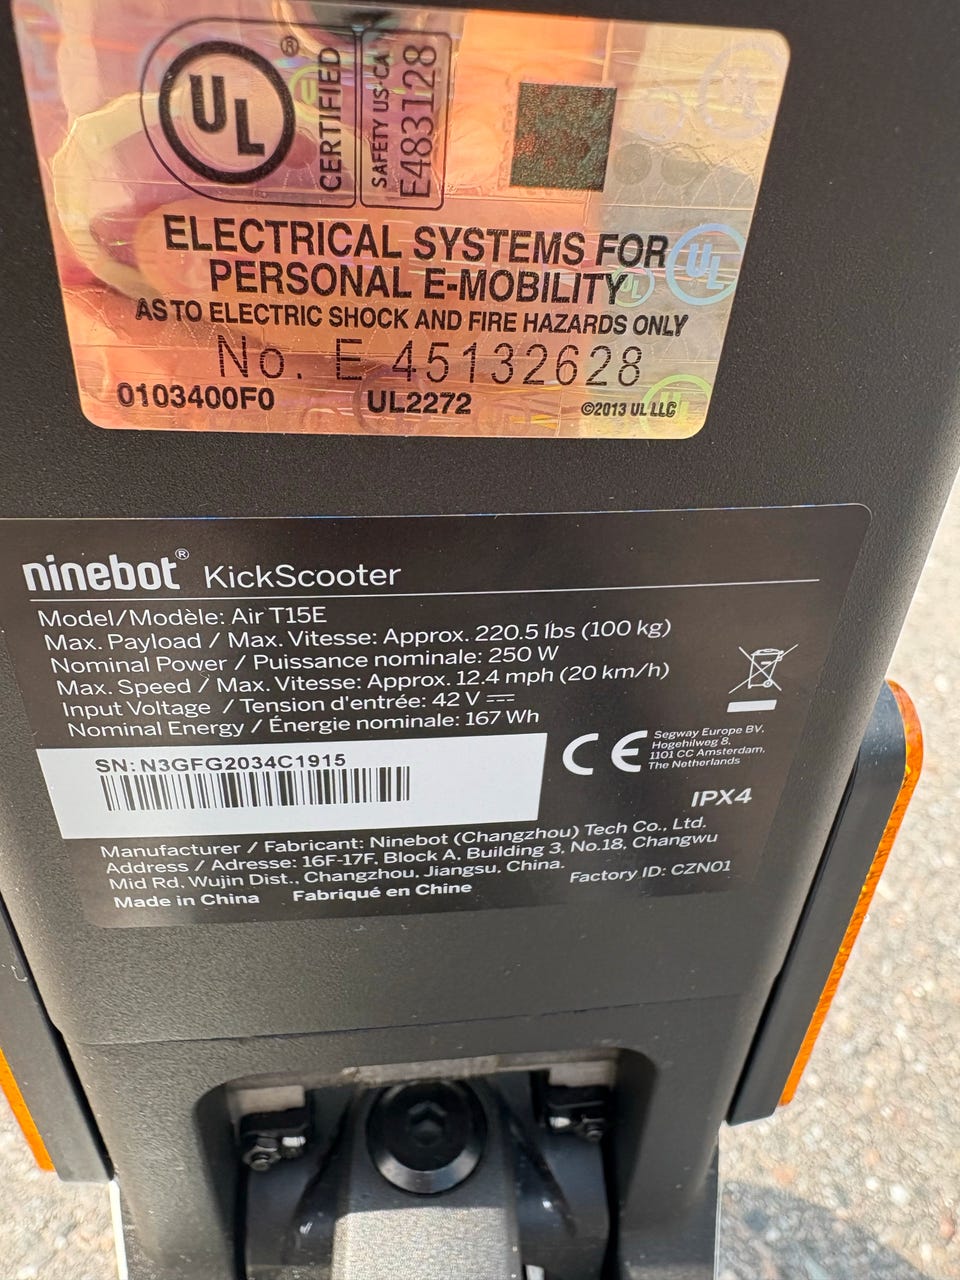 UL ®
CERTIFIED
SAFETY US-CA
E483128
ELECTRICAL SYSTEMS FOR
PERSONAL E-MOBILITY
AS TO ELECTRIC SHOCK AND FIRE HAZARDS ONLY
No. E 45132628
0103400F0 UL2272 ©2013 UL LLC
UL
UL
UL
ninebot® KickScooter
Model/Modèle: Air T15E
Max. Payload / Max. Vitesse: Approx. 220.5 lbs (100 kg)
Nominal Power / Puissance nominale: 250 W
Max. Speed / Max. Vitesse: Approx. 12.4 mph (20 km/h)
Input Voltage / Tension d'entrée: 42 V ⎓
Nominal Energy / Énergie nominale: 167 Wh
SN: N3GFG2034C1915
CE
Segway Europe BV.
Hogehilweg 8,
1101 CC Amsterdam,
The Netherlands
IPX4
Manufacturer / Fabricant: Ninebot (Changzhou) Tech Co., Ltd.
Address / Adresse: 16F-17F, Block A, Building 3, No.18, Changwu
Mid Rd, Wujin Dist., Changzhou, Jiangsu, China.
Made in China Fabriqué en Chine
Factory ID: CZN01